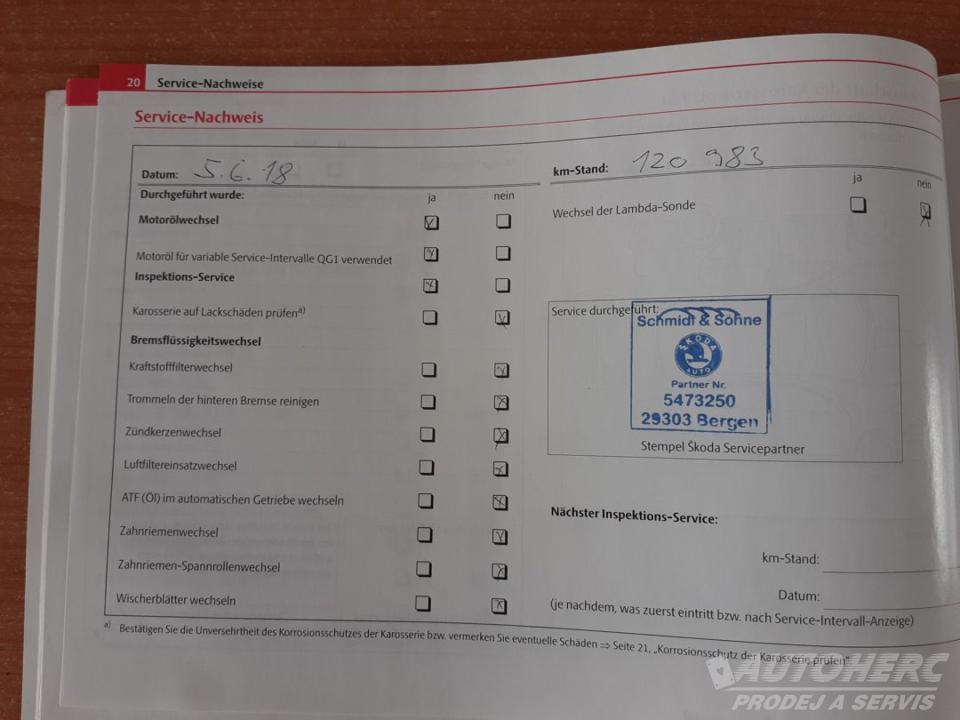 20 Service-Nachweise
Service-Nachweis
Datum: 5.6.18
km-Stand: 120 983
Durchgeführt wurde: ja nein
ja nein
Motorölwechsel
Wechsel der Lambda-Sonde
Motoröl für variable Service-Intervalle QG1 verwendet
Inspektions-Service
Karosserie auf Lackschäden prüfen a)
Bremsflüssigkeitswechsel
Kraftstofffilterwechsel
Trommeln der hinteren Bremse reinigen
Zündkerzenwechsel
Luftfiltereinsatzwechsel
ATF (Öl) im automatischen Getriebe wechseln
Zahnriemenwechsel
Zahnriemen-Spannrollenwechsel
Wischerblätter wechseln
Service durchgeführt:
Schmidt & Söhne
ŠKODA
AUTO
Partner Nr.
5473250
29303 Bergen
Stempel Škoda Servicepartner
Nächster Inspektions-Service:
km-Stand:
Datum:
(je nachdem, was zuerst eintritt bzw. nach Service-Intervall-Anzeige)
a) Bestätigen Sie die Unversehrtheit des Korrosionsschutzes der Karosserie bzw. vermerken Sie eventuelle Schäden ⇒ Seite 21, „Korrosionsschutz der Karosserie prüfen“.
AUTOHERC
PRODEJ A SERVIS